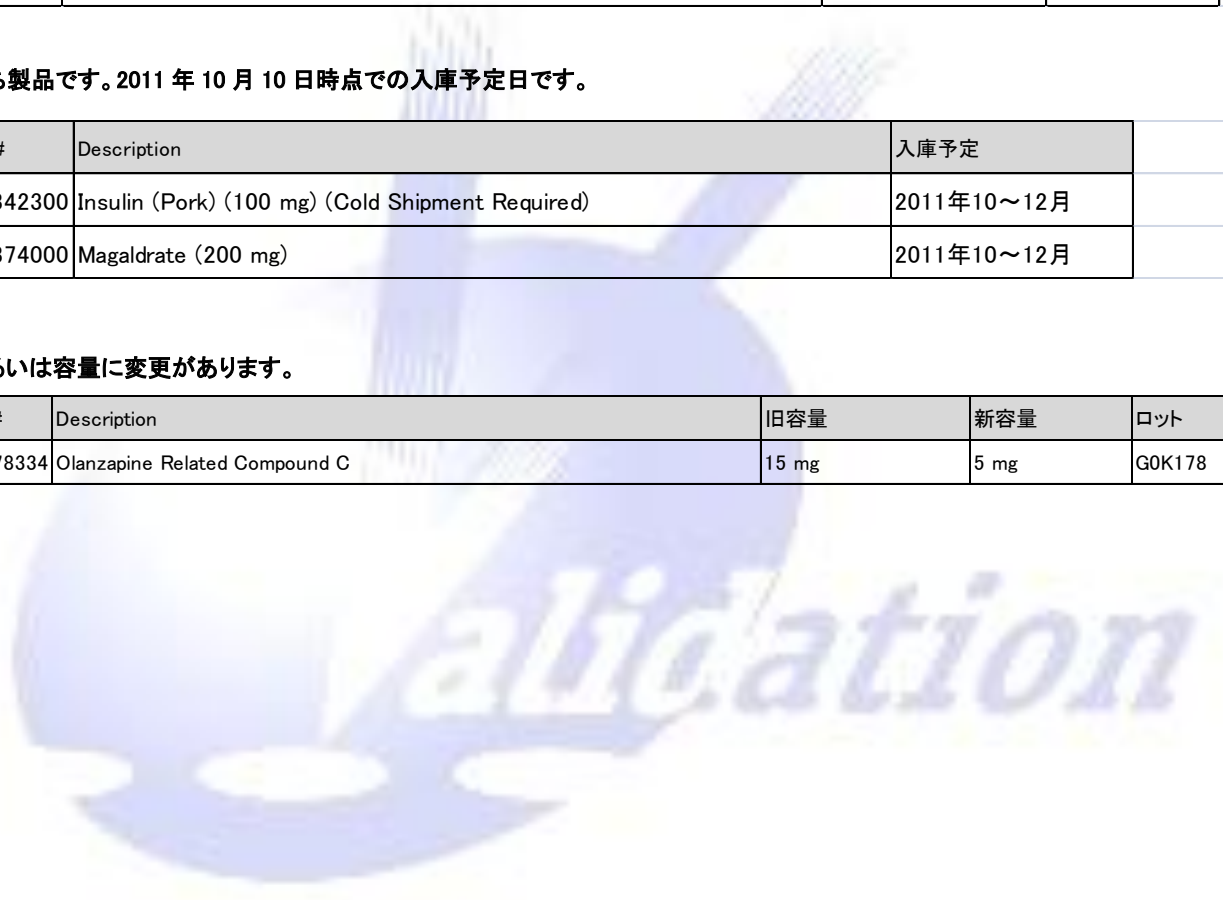 る製品です。2011 年 10 月 10 日時点での入庫予定日です。
# Description 入庫予定
342300 Insulin (Pork) (100 mg) (Cold Shipment Required) 2011年10～12月
374000 Magaldrate (200 mg) 2011年10～12月
るいは容量に変更があります。
# Description 旧容量 新容量 ロット
78334 Olanzapine Related Compound C 15 mg 5 mg G0K178
alidation